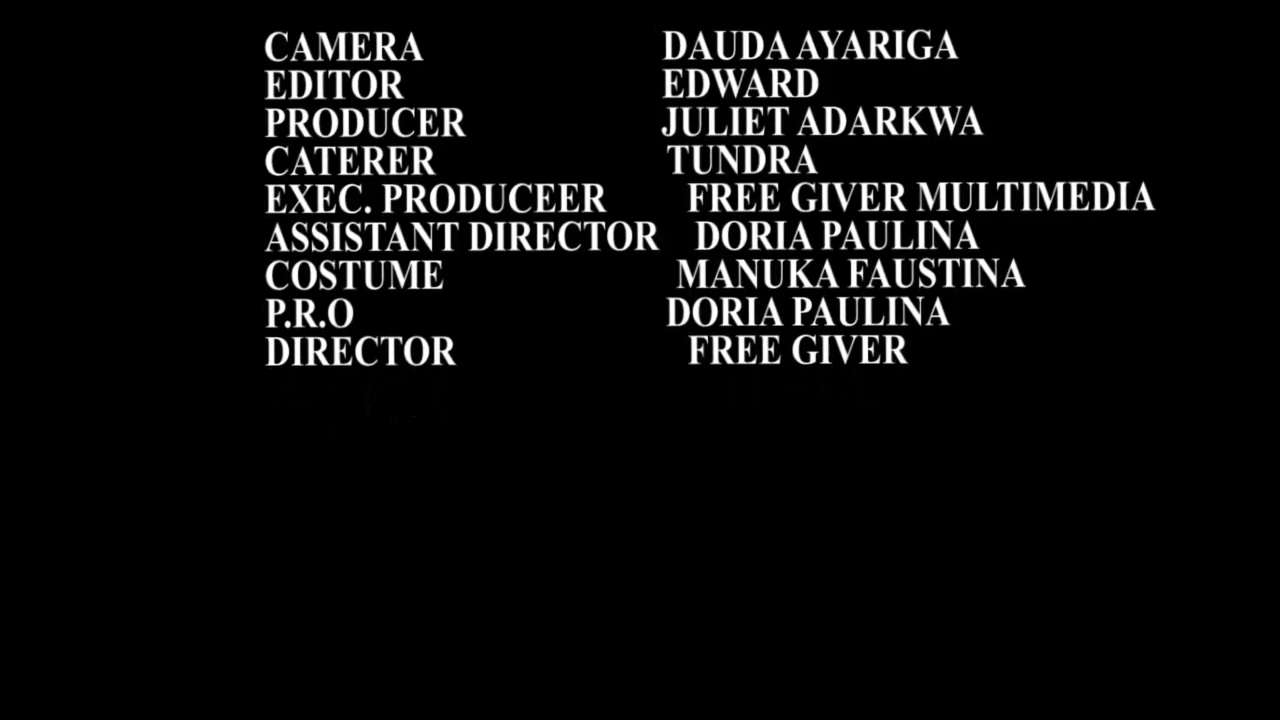 CAMERA DAUDA AYARIGA
EDITOR EDWARD
PRODUCER JULIET ADARKWA
CATERER TUNDRA
EXEC. PRODUCEER FREE GIVER MULTIMEDIA
ASSISTANT DIRECTOR DORIA PAULINA
COSTUME MANUKA FAUSTINA
P.R.O DORIA PAULINA
DIRECTOR FREE GIVER